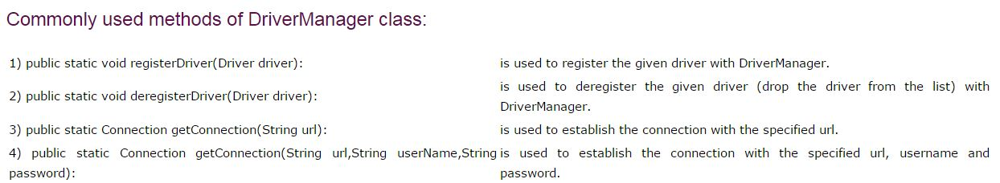 Commonly used methods of DriverManager class:
1) public static void registerDriver(Driver driver): is used to register the given driver with DriverManager.
2) public static void deregisterDriver(Driver driver): is used to deregister the given driver (drop the driver from the list) with
DriverManager.
3) public static Connection getConnection(String url): is used to establish the connection with the specified url.
4) public static Connection getConnection(String url,String userName,String
password):
is used to establish the connection with the specified url, username and
password.